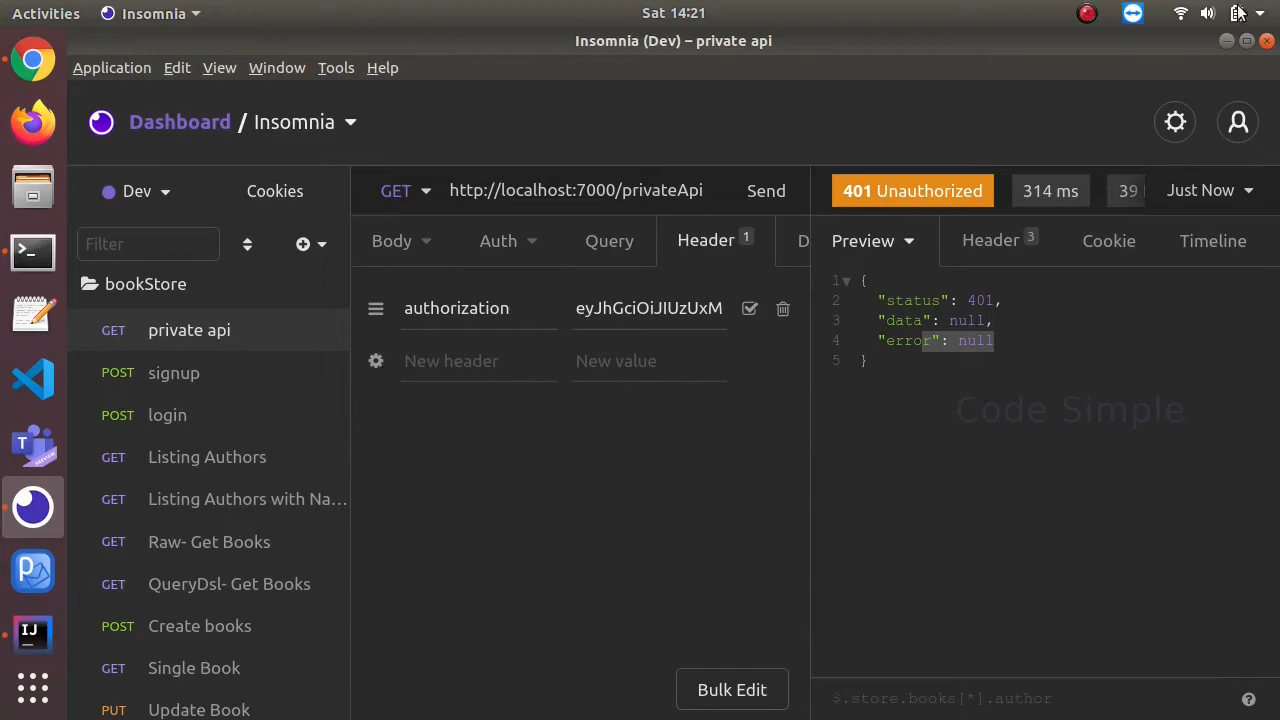 Activities Insomnia Sat 14:21
Insomnia (Dev) – private api
Application Edit View Window Tools Help
Dashboard / Insomnia
Dev Cookies
GET http://localhost:7000/privateApi Send
401 Unauthorized 314 ms 39 Just Now
Filter
Body Auth Query Header 1 D
Preview Header 3 Cookie Timeline
bookStore
GET private api
POST signup
POST login
GET Listing Authors
GET Listing Authors with Na...
GET Raw- Get Books
GET QueryDsl- Get Books
POST Create books
GET Single Book
PUT Update Book
authorization eyJhGciOiJIUzUxM
New header New value
Bulk Edit
1 {
2 "status": 401,
3 "data": null,
4 "error": null
5 }
Code Simple
$.store.books[*].author